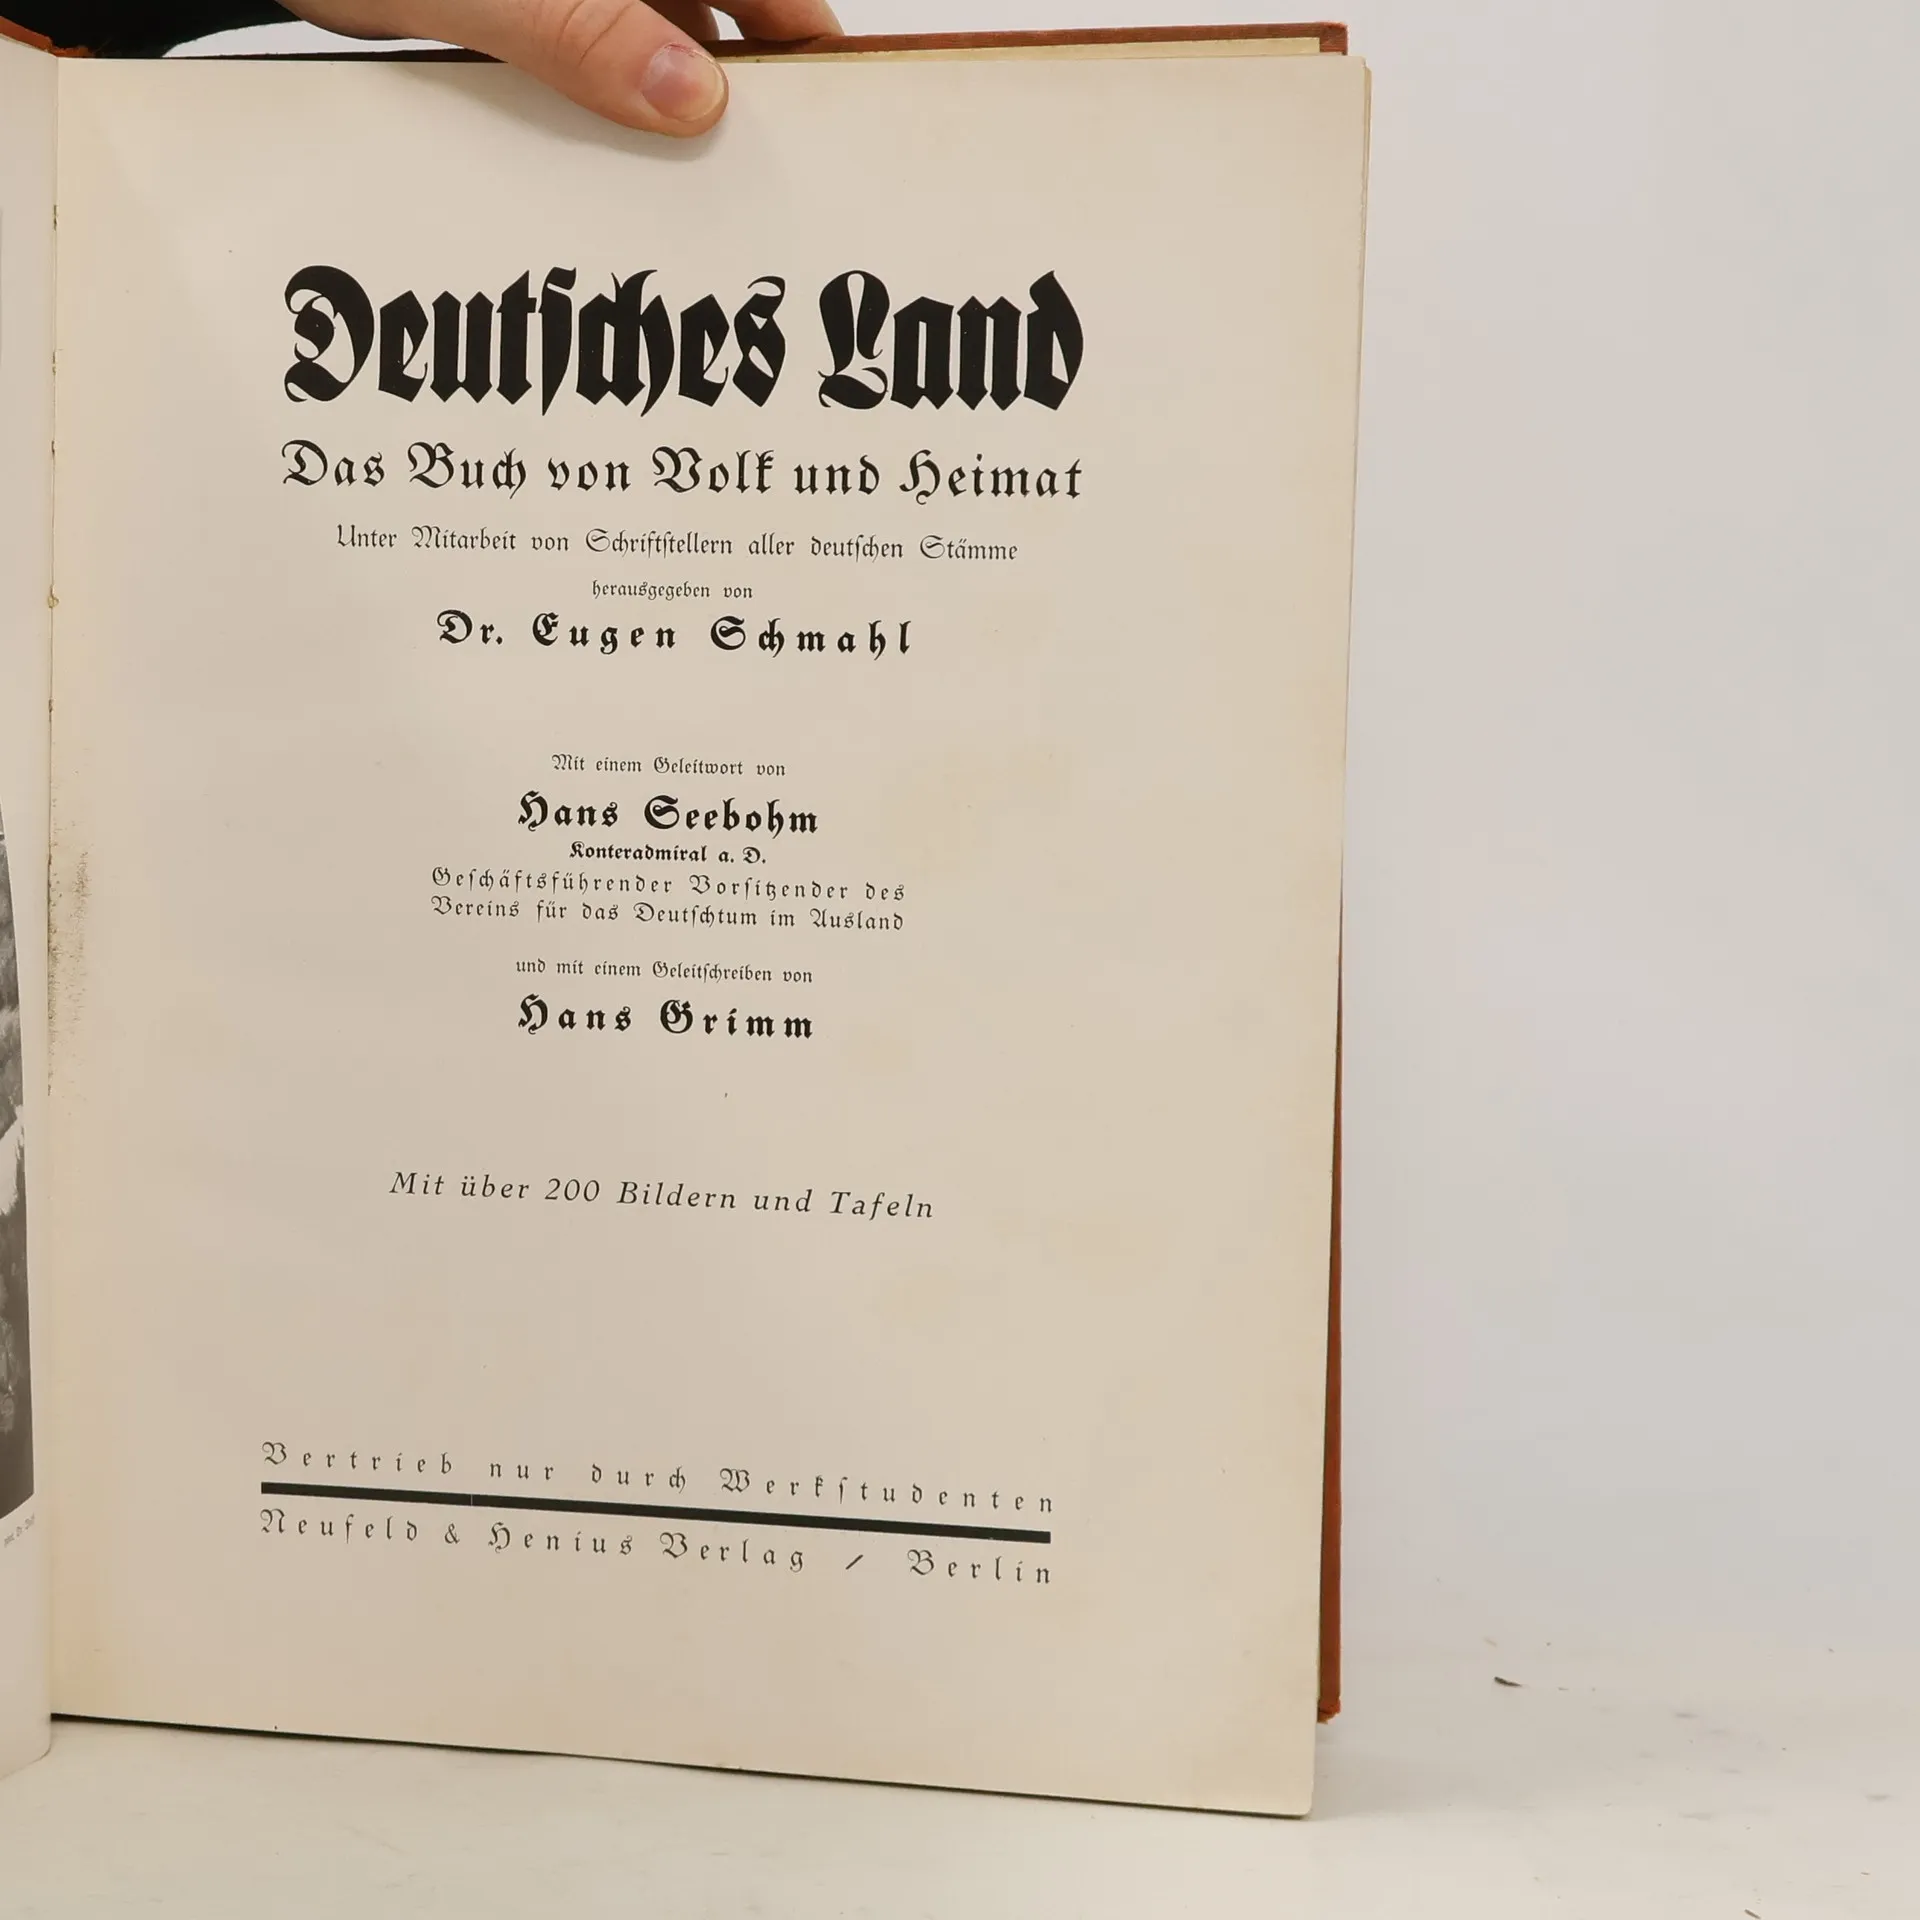 Deutſches Land
Das Buch von Volk und Heimat
Unter Mitarbeit von Schriftſtellern aller deutſchen Stämme
herausgegeben von
Dr. Eugen Schmahl
Mit einem Geleitwort von
Hans Seebohm
Konteradmiral a. D.
Geſchäftsführender Vorſitzender des
Vereins für das Deutſchtum im Ausland
und mit einem Geleitſchreiben von
Hans Grimm
Mit über 200 Bildern und Tafeln
Vertrieb nur durch Werkſtudenten
Neufeld & Henius Verlag / Berlin